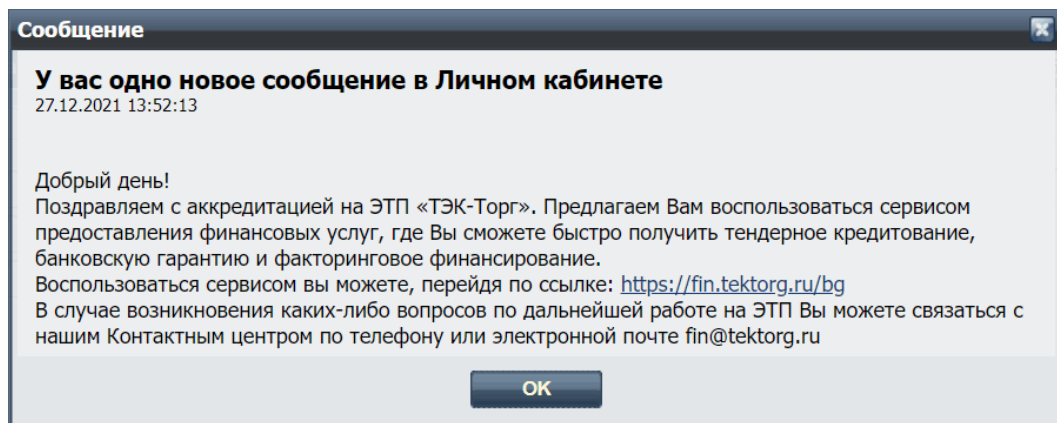 Сообщение
У вас одно новое сообщение в Личном кабинете
27.12.2021 13:52:13
Добрый день!
Поздравляем с аккредитацией на ЭТП «ТЭК-Торг». Предлагаем Вам воспользоваться сервисом
предоставления финансовых услуг, где Вы сможете быстро получить тендерное кредитование,
банковскую гарантию и факторинговое финансирование.
Воспользоваться сервисом вы можете, перейдя по ссылке: https://fin.tektorg.ru/bg
В случае возникновения каких-либо вопросов по дальнейшей работе на ЭТП Вы можете связаться с
нашим Контактным центром по телефону или электронной почте fin@tektorg.ru
ОК